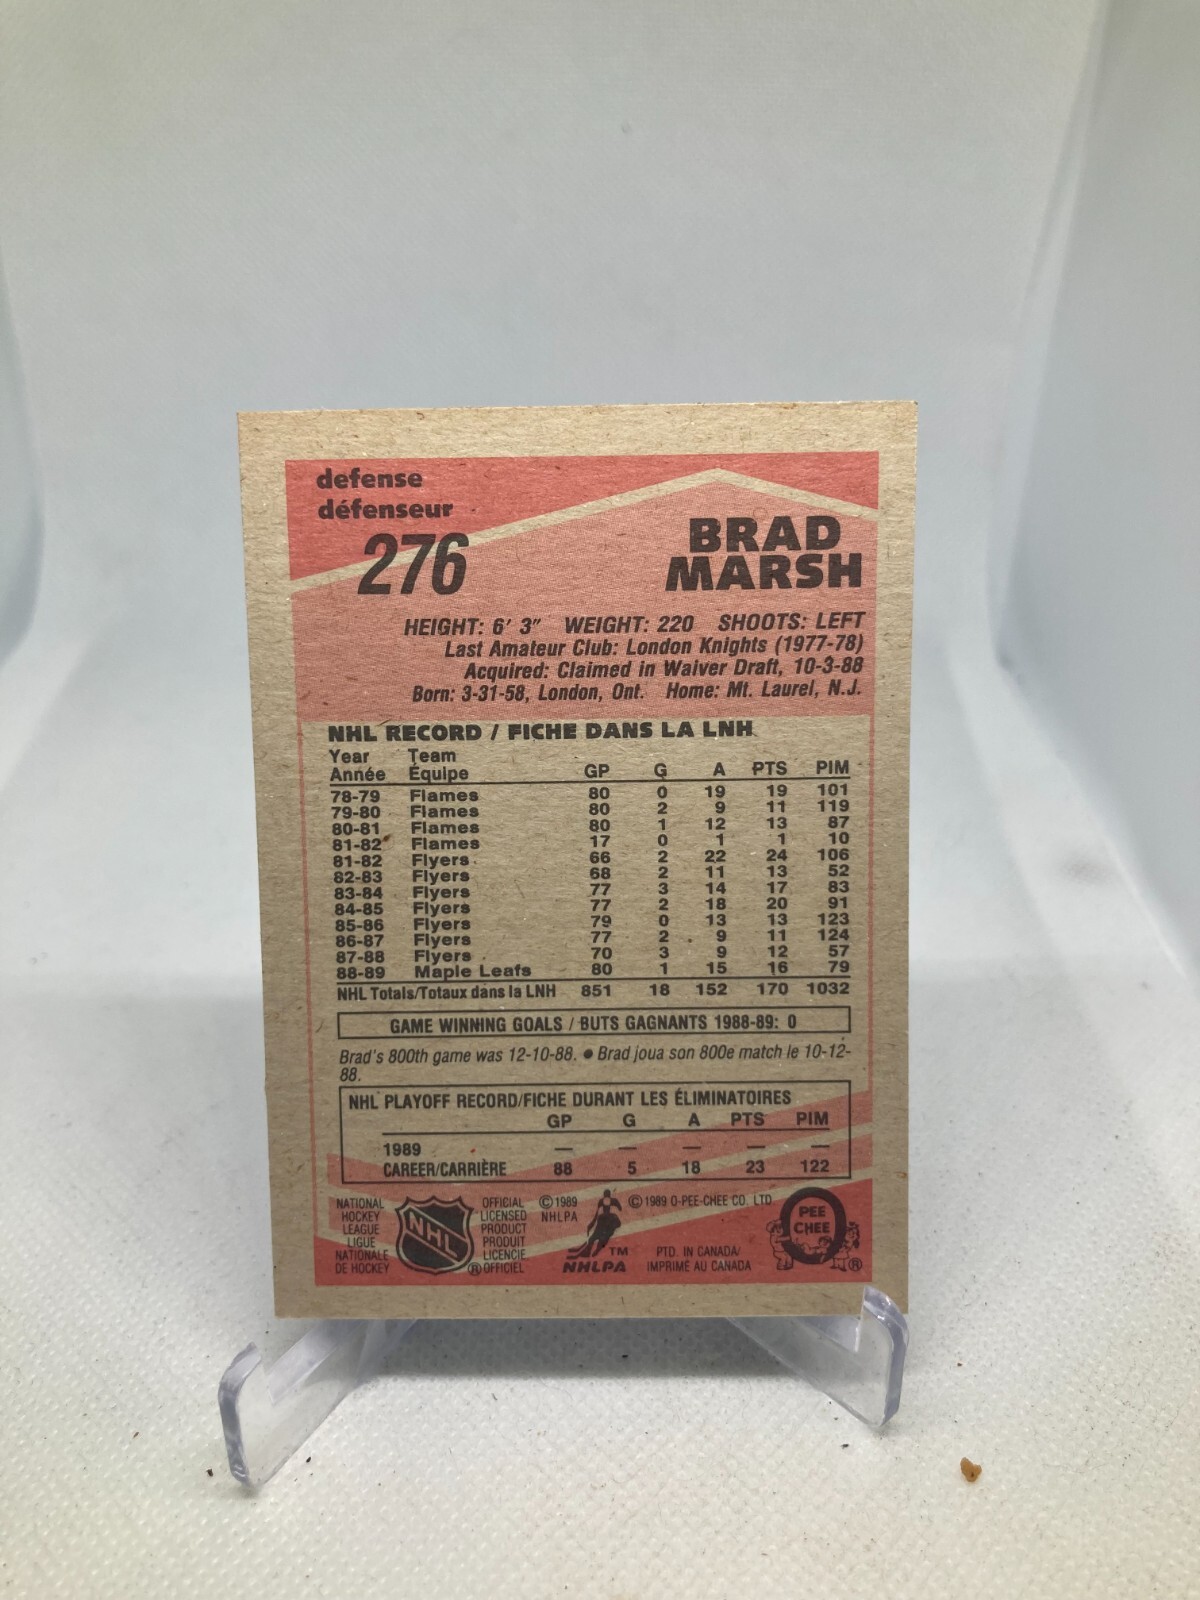 defense
défenseur
276
BRAD
MARSH
HEIGHT: 6' 3" WEIGHT: 220 SHOOTS: LEFT
Last Amateur Club: London Knights (1977-78)
Acquired: Claimed in Waiver Draft, 10-3-88
Born: 3-31-58, London, Ont. Home: Mt. Laurel, N.J.
NHL RECORD / FICHE DANS LA LNH
Year Team
Année Équipe GP G A PTS PIM
78-79 Flames 80 0 19 19 101
79-80 Flames 80 2 9 11 119
80-81 Flames 80 1 12 13 87
81-82 Flames 17 0 1 1 10
81-82 Flyers 66 2 22 24 106
82-83 Flyers 68 2 11 13 52
83-84 Flyers 77 3 14 17 83
84-85 Flyers 77 2 18 20 91
85-86 Flyers 79 0 13 13 123
86-87 Flyers 77 2 9 11 124
87-88 Flyers 70 3 9 12 57
88-89 Maple Leafs 80 1 15 16 79
NHL Totals/Totaux dans la LNH 851 18 152 170 1032
GAME WINNING GOALS / BUTS GAGNANTS 1988-89: 0
Brad's 800th game was 12-10-88. ● Brad joua son 800e match le 10-12-
88.
NHL PLAYOFF RECORD/FICHE DURANT LES ÉLIMINATOIRES
GP G A PTS PIM
1989 — — — — —
CAREER/CARRIÈRE 88 5 18 23 122
NATIONAL
HOCKEY
LEAGUE
LIGUE
NATIONALE
DE HOCKEY
NHL
®
OFFICIAL
LICENSED
PRODUCT
PRODUIT
LICENCIE
OFFICIEL
©1989
NHLPA
TM
NHLPA
©1989 O-PEE-CHEE CO. LTD
PTD. IN CANADA/
IMPRIMÉ AU CANADA
O
PEE
CHEE
®